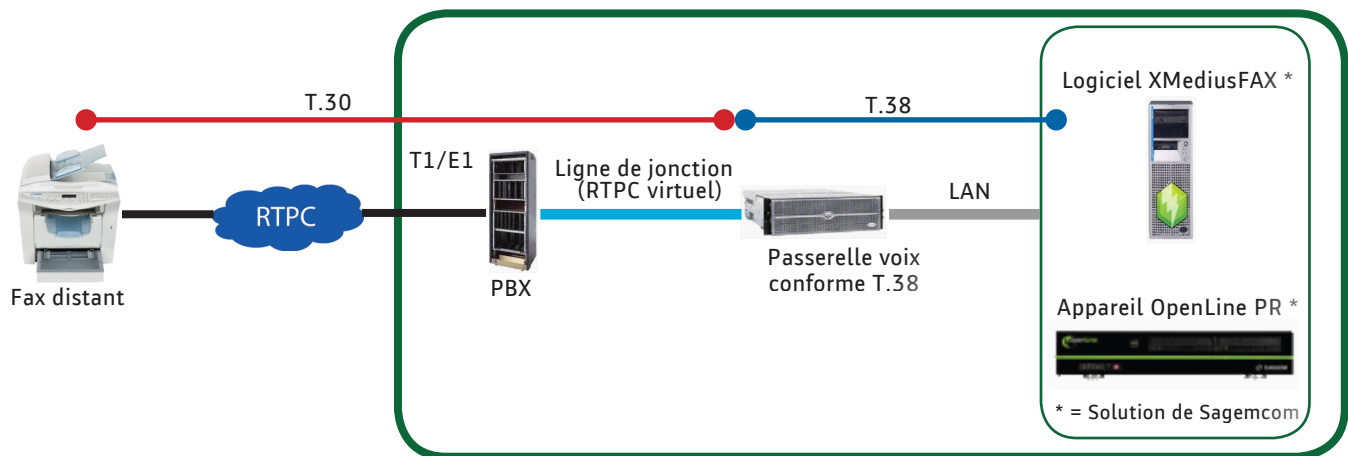 Logiciel XMediusFAX *
T.30
T.38
T1/E1
Ligne de jonction
(RTPC virtuel)
LAN
RTPC
Passerelle voix
conforme T.38
PBX
Fax distant
Appareil OpenLine PR *
* = Solution de Sagemcom